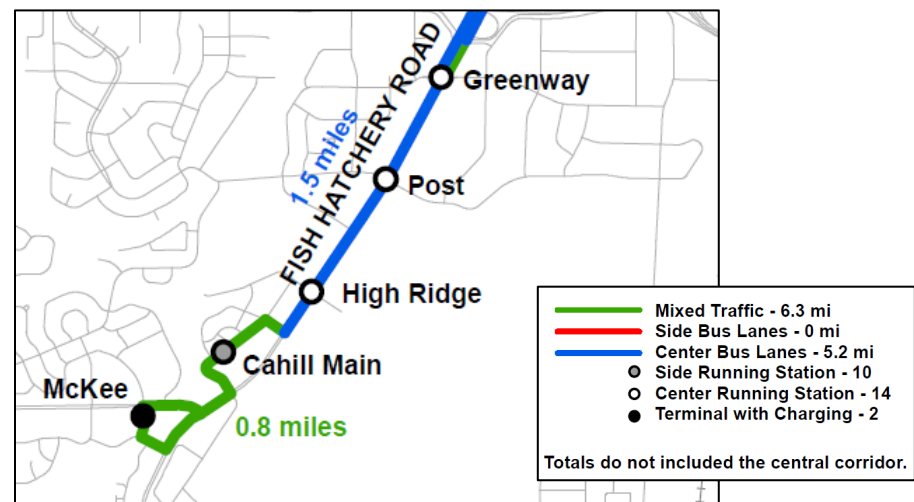 FISH HATCHERY ROAD
1.5 miles
Greenway
Post
High Ridge
Cahill Main
McKee
0.8 miles
Mixed Traffic - 6.3 mi
Side Bus Lanes - 0 mi
Center Bus Lanes - 5.2 mi
Side Running Station - 10
Center Running Station - 14
Terminal with Charging - 2
Totals do not included the central corridor.